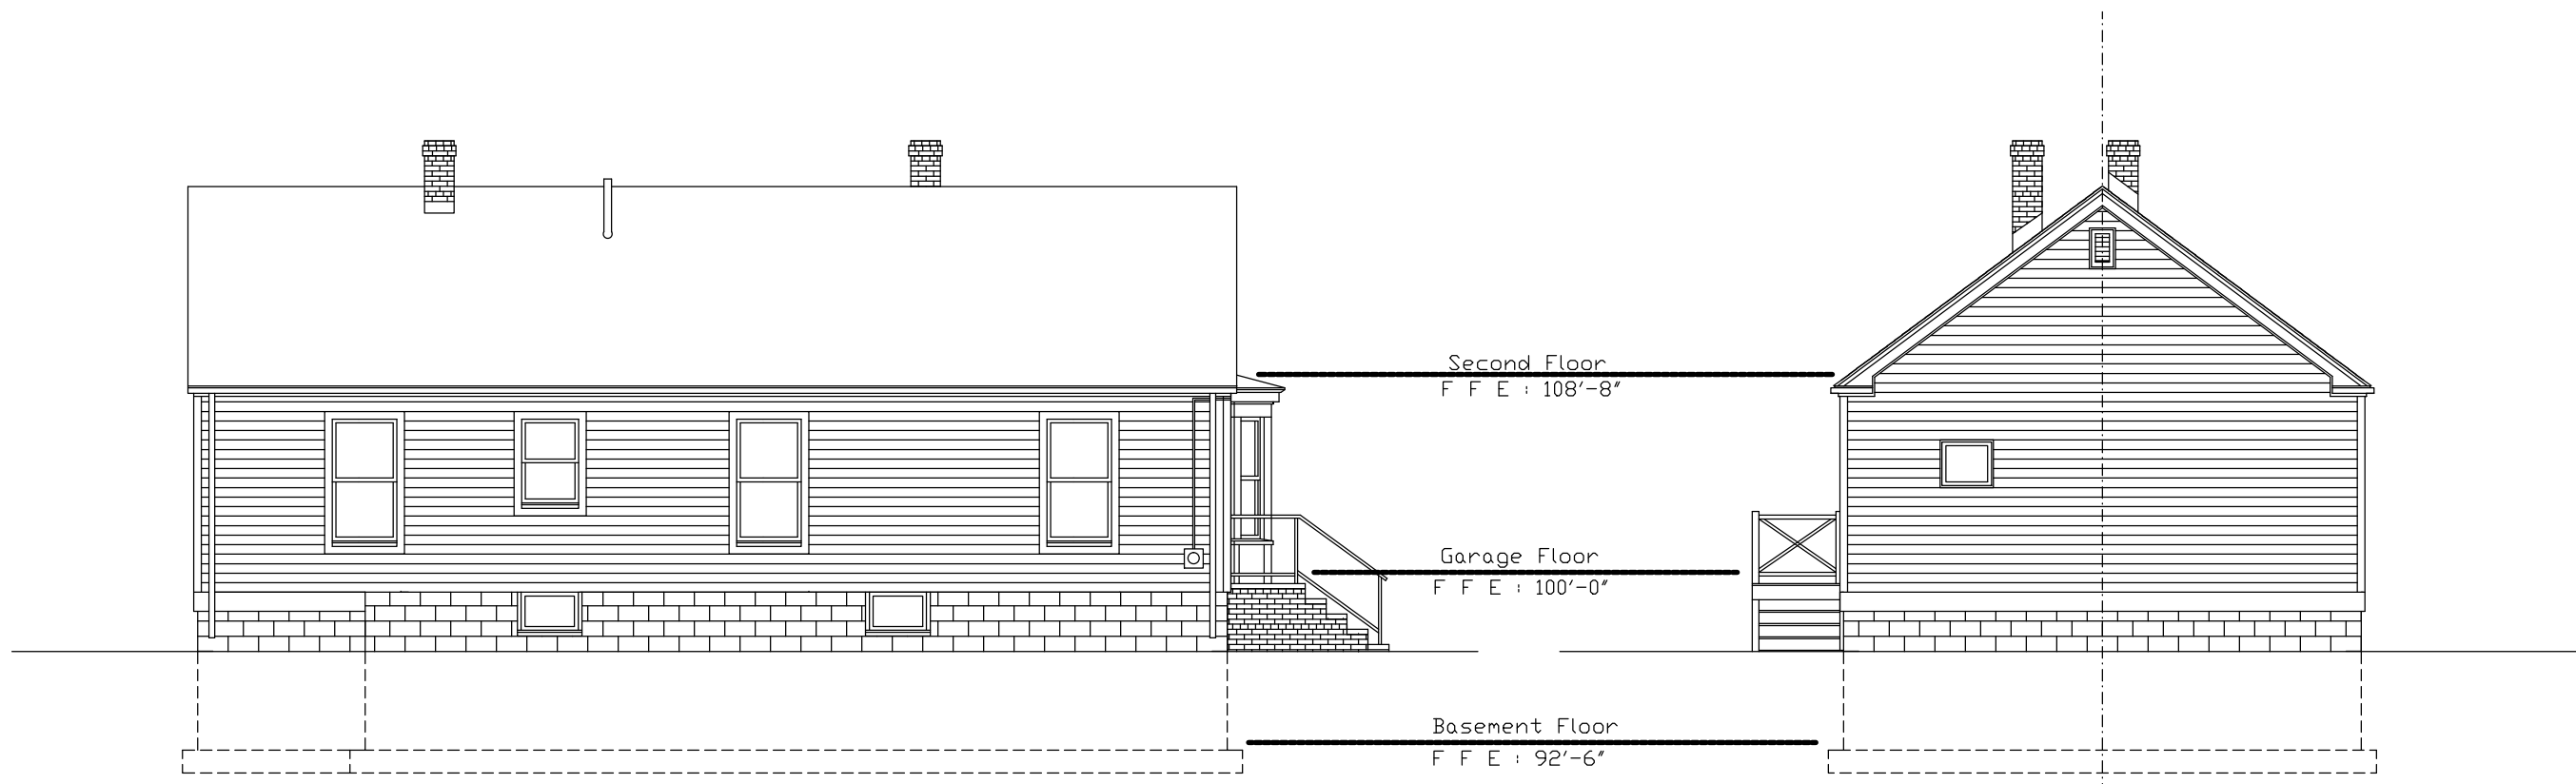 Second Floor
F F E : 108'-8"
Garage Floor
F F E : 100'-0"
Basement Floor
F F E : 92'-6"